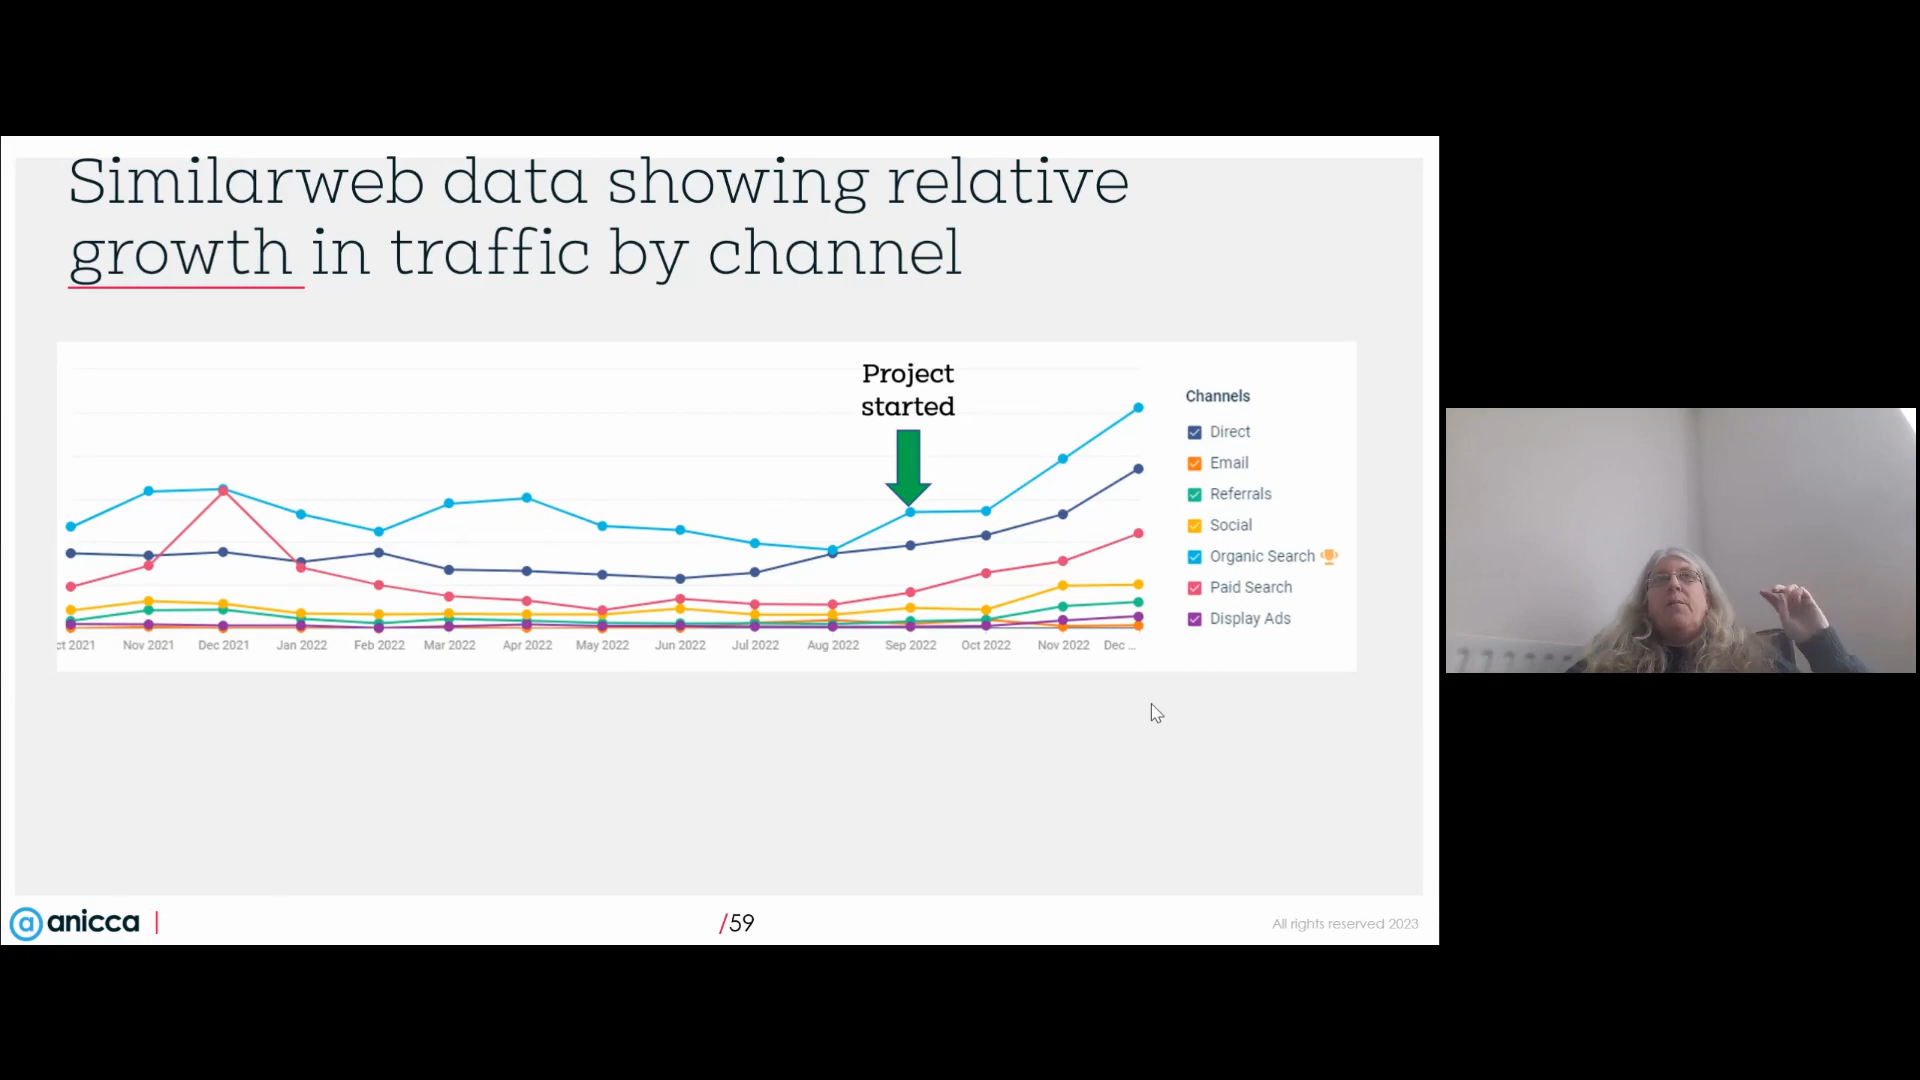 Similarweb data showing relative
growth in traffic by channel
Project
started
Channels
Direct
Email
Referrals
Social
Organic Search
Paid Search
Display Ads
ct 2021 Nov 2021 Dec 2021 Jan 2022 Feb 2022 Mar 2022 Apr 2022 May 2022 Jun 2022 Jul 2022 Aug 2022 Sep 2022 Oct 2022 Nov 2022 Dec ...
@ anicca |
/59
All rights reserved 2023